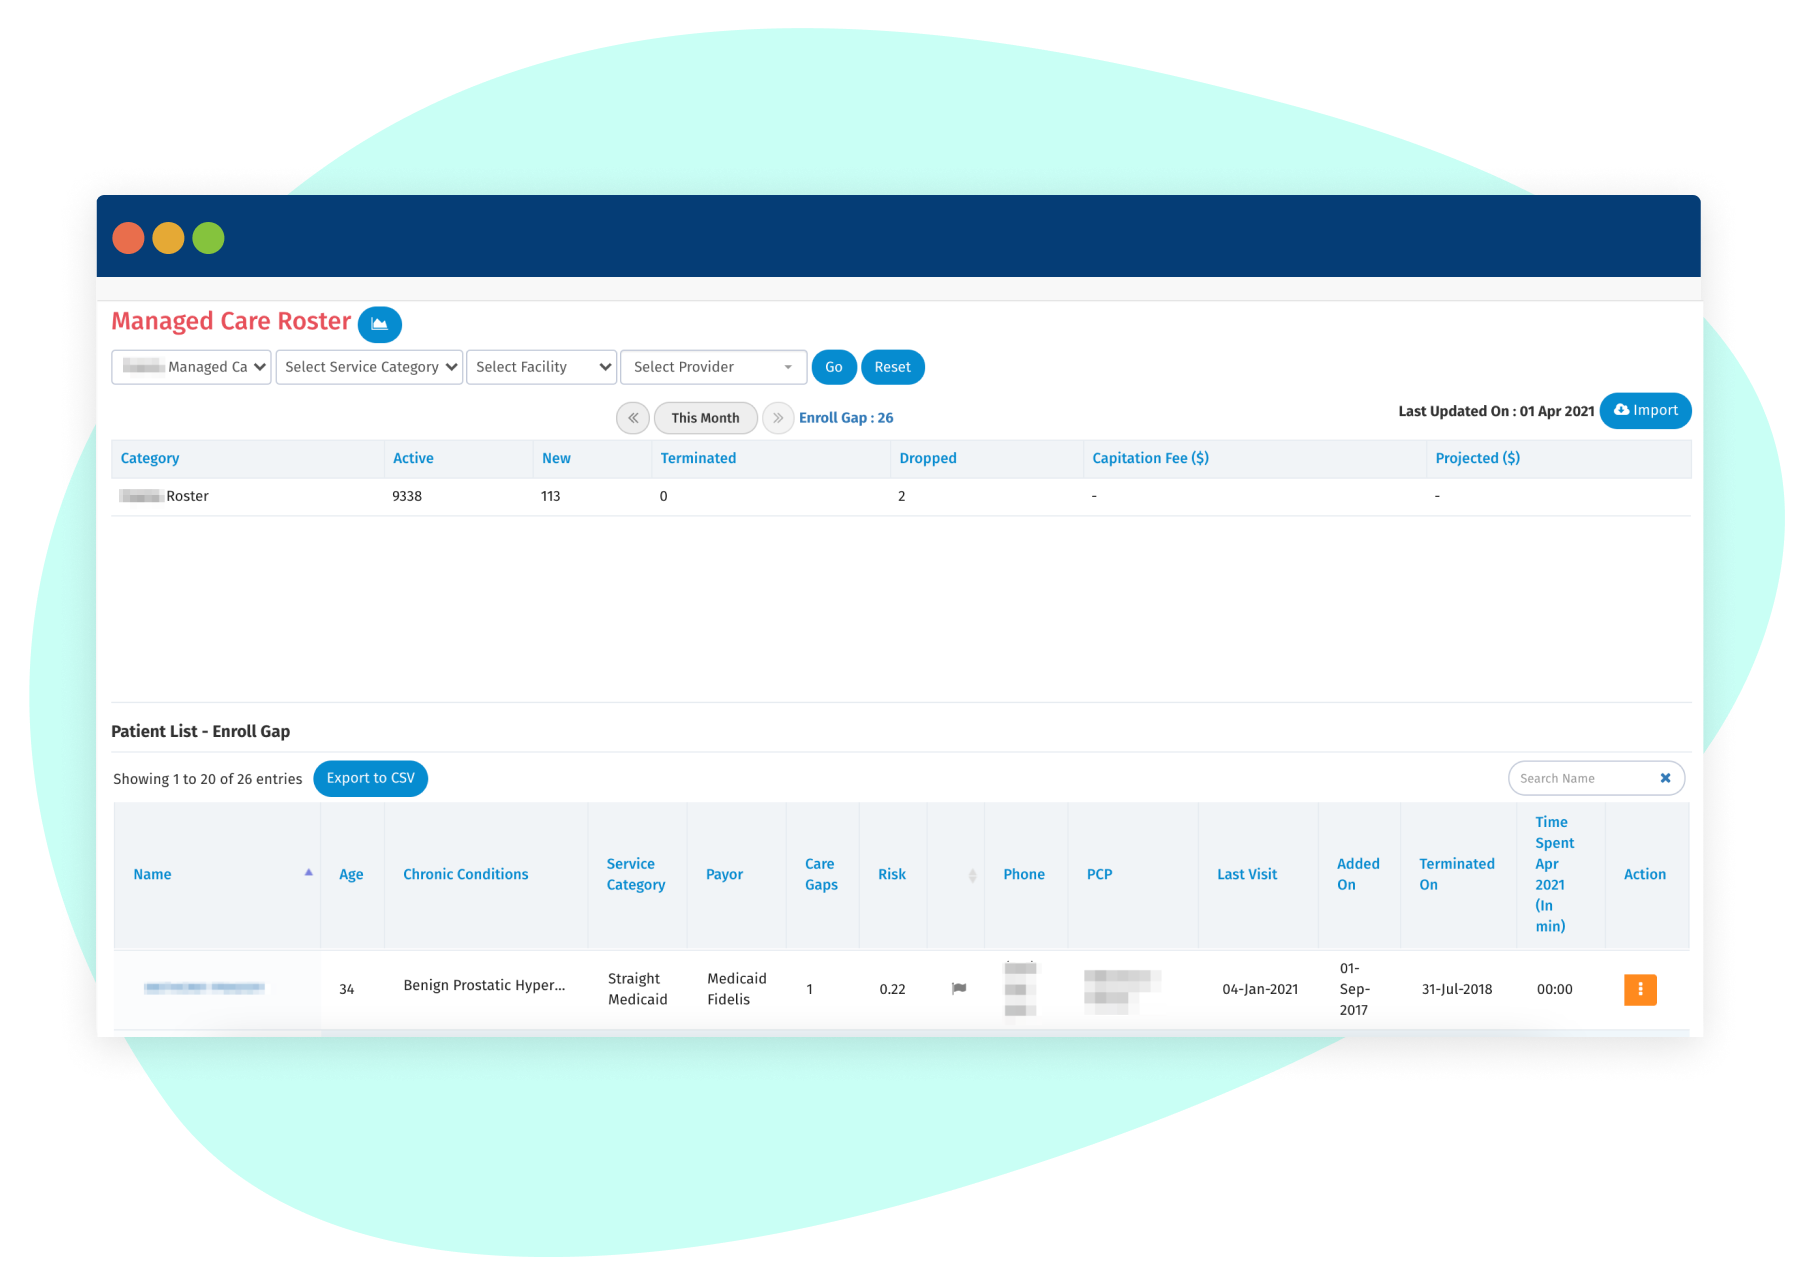 Managed Care Roster
Managed Ca Select Service Category Select Facility Select Provider Go Reset
« This Month » Enroll Gap : 26 Last Updated On : 01 Apr 2021 Import
Category Active New Terminated Dropped Capitation Fee ($) Projected ($)
Roster 9338 113 0 2 - -
Patient List - Enroll Gap
Showing 1 to 20 of 26 entries Export to CSV Search Name
Name Age Chronic Conditions Service Category Payor Care Gaps Risk Phone PCP Last Visit Added On Terminated On Time Spent Apr 2021 (In min) Action
34 Benign Prostatic Hyper... Straight Medicaid Medicaid Fidelis 1 0.22 04-Jan-2021 01-Sep-2017 31-Jul-2018 00:00